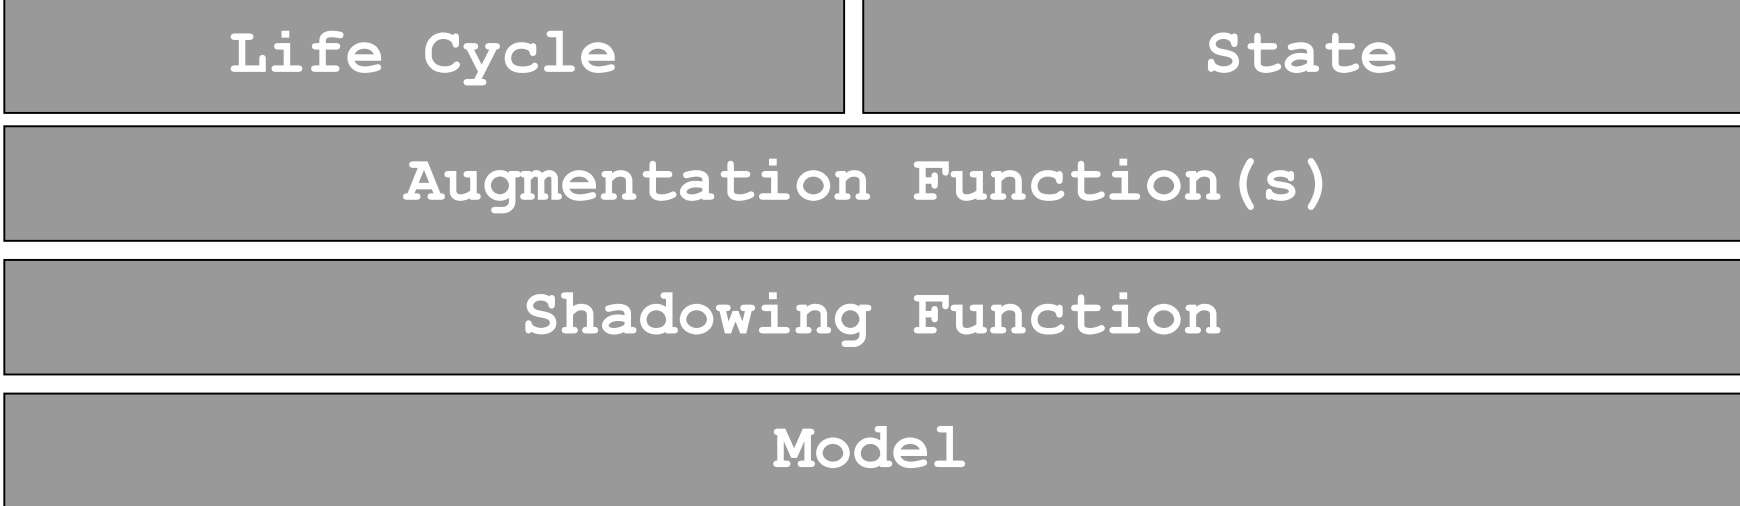 Life Cycle
State
Augmentation Function(s)
Shadowing Function
Model